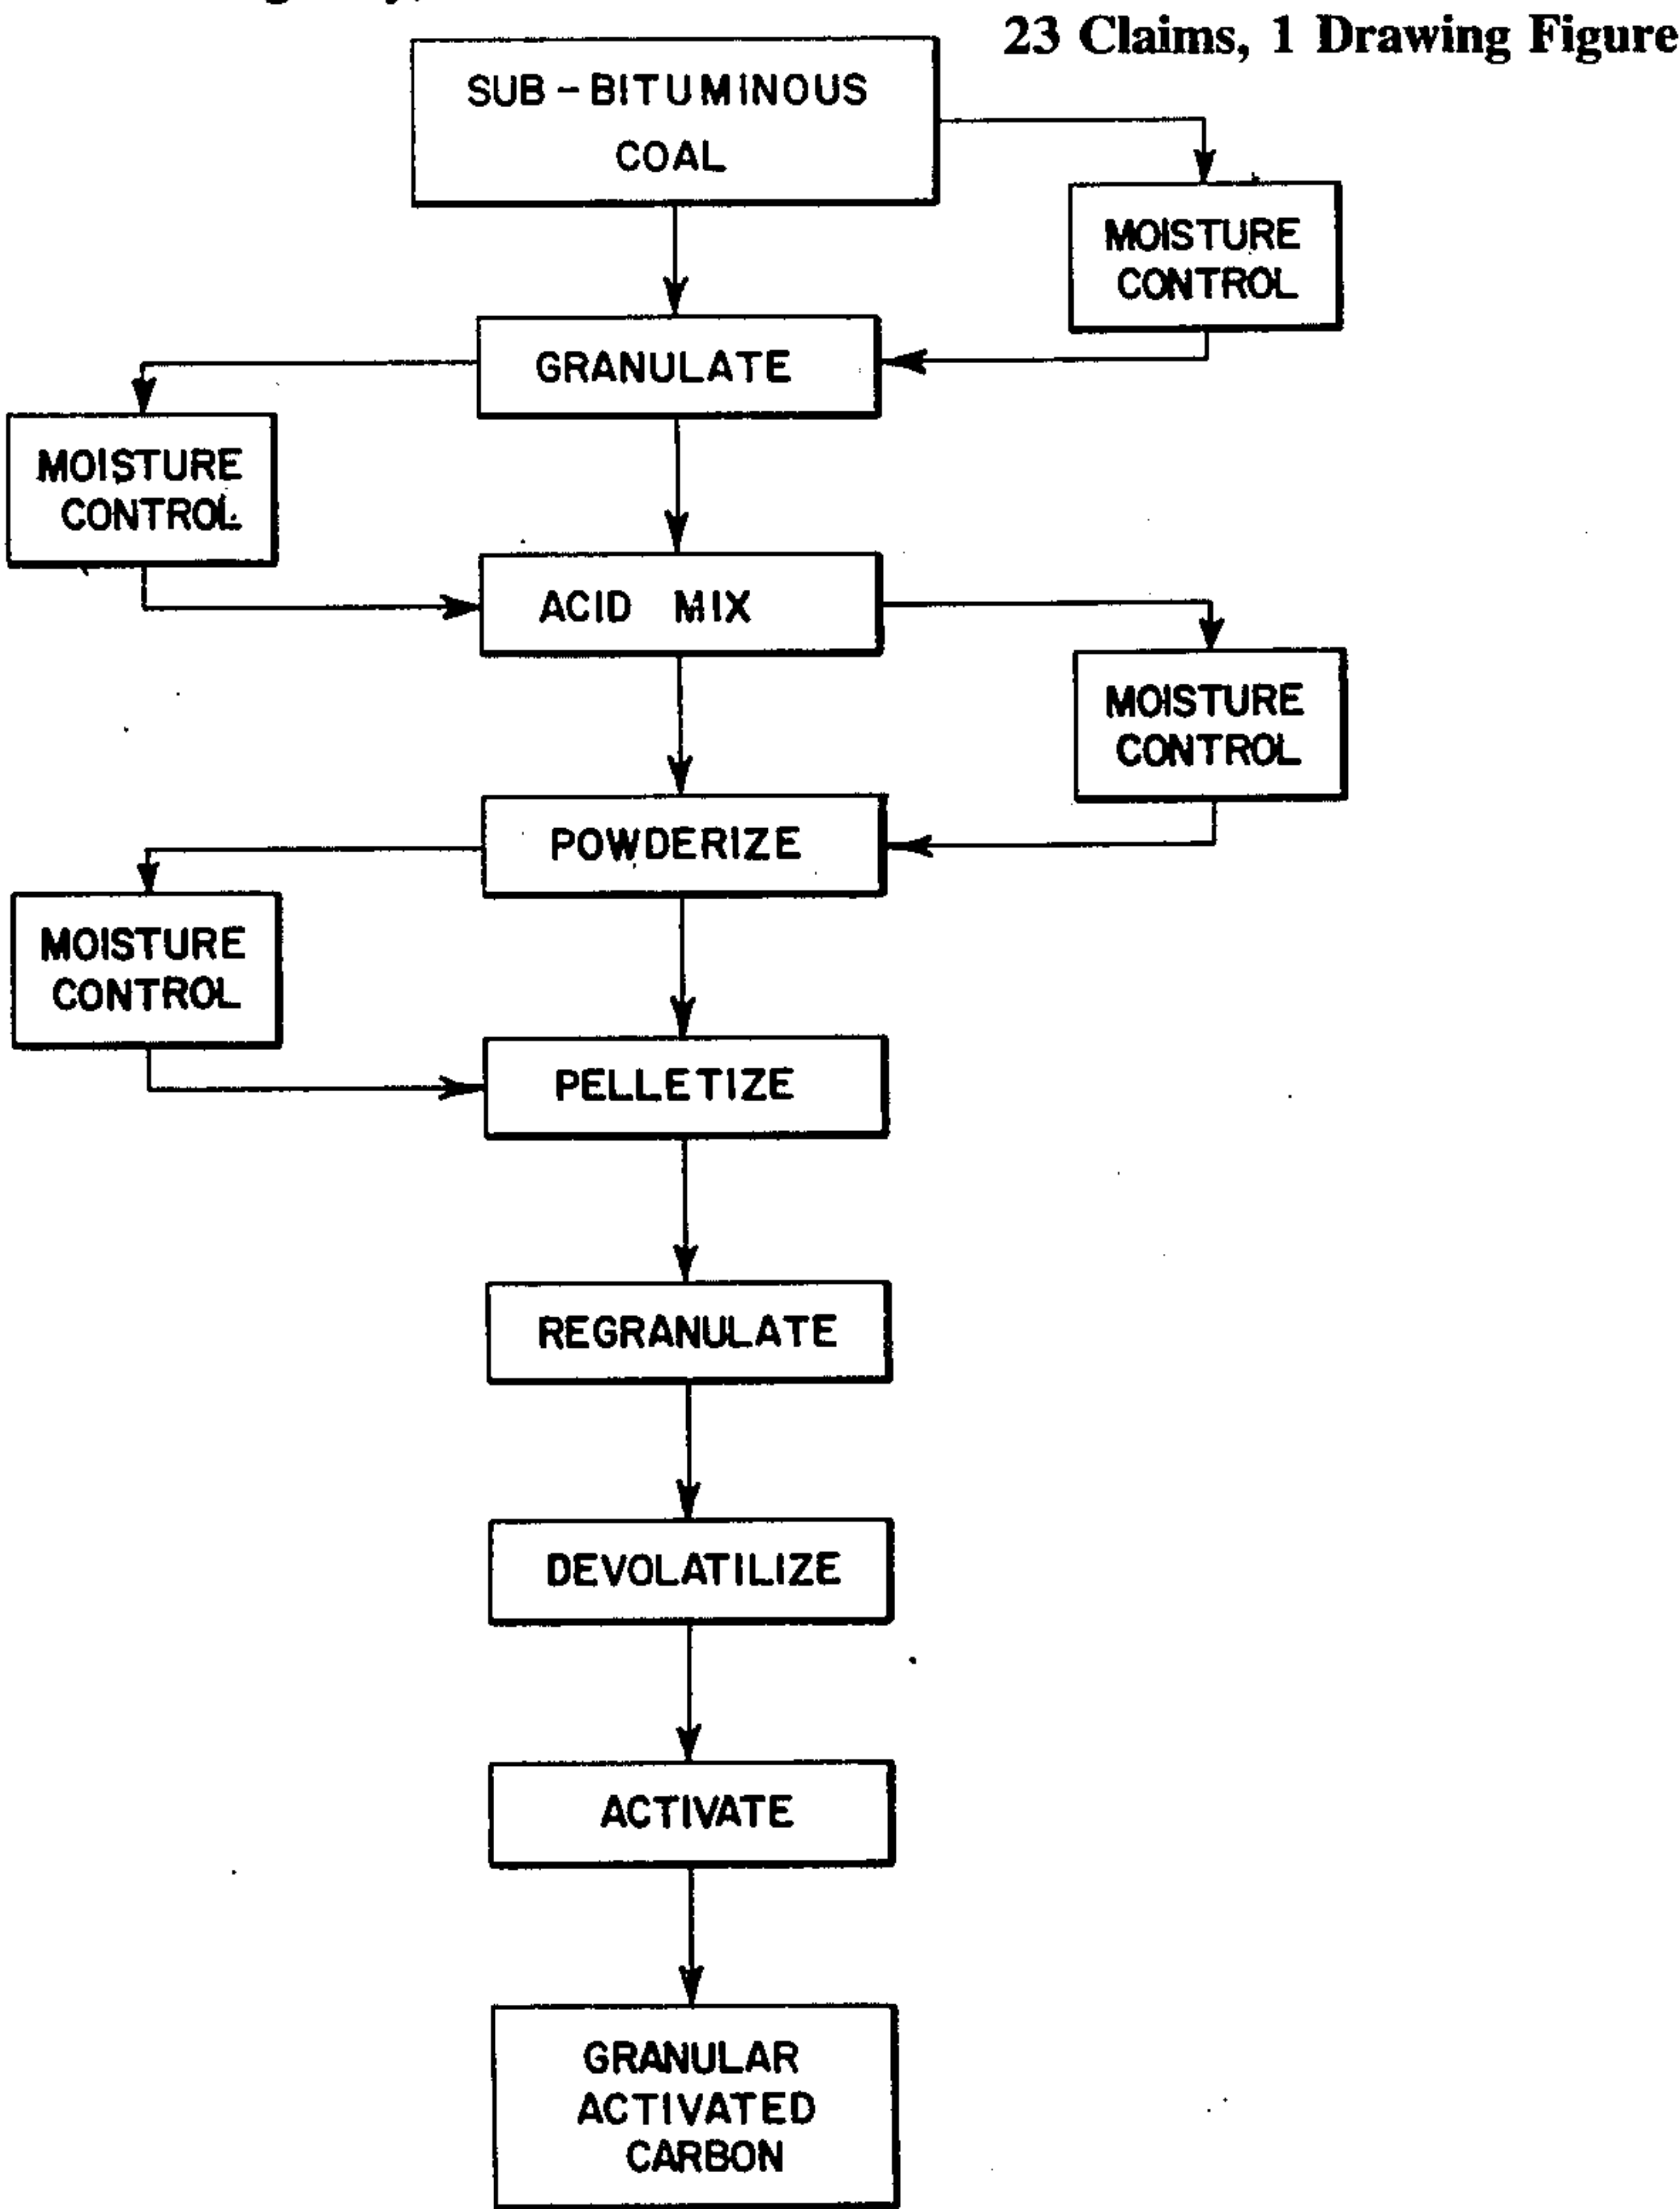 23 Claims, 1 Drawing Figure
SUB-BITUMINOUS
COAL
MOISTURE
CONTROL
GRANULATE
MOISTURE
CONTROL
ACID MIX
MOISTURE
CONTROL
POWDERIZE
MOISTURE
CONTROL
PELLETIZE
REGRANULATE
DEVOLATILIZE
ACTIVATE
GRANULAR
ACTIVATED
CARBON